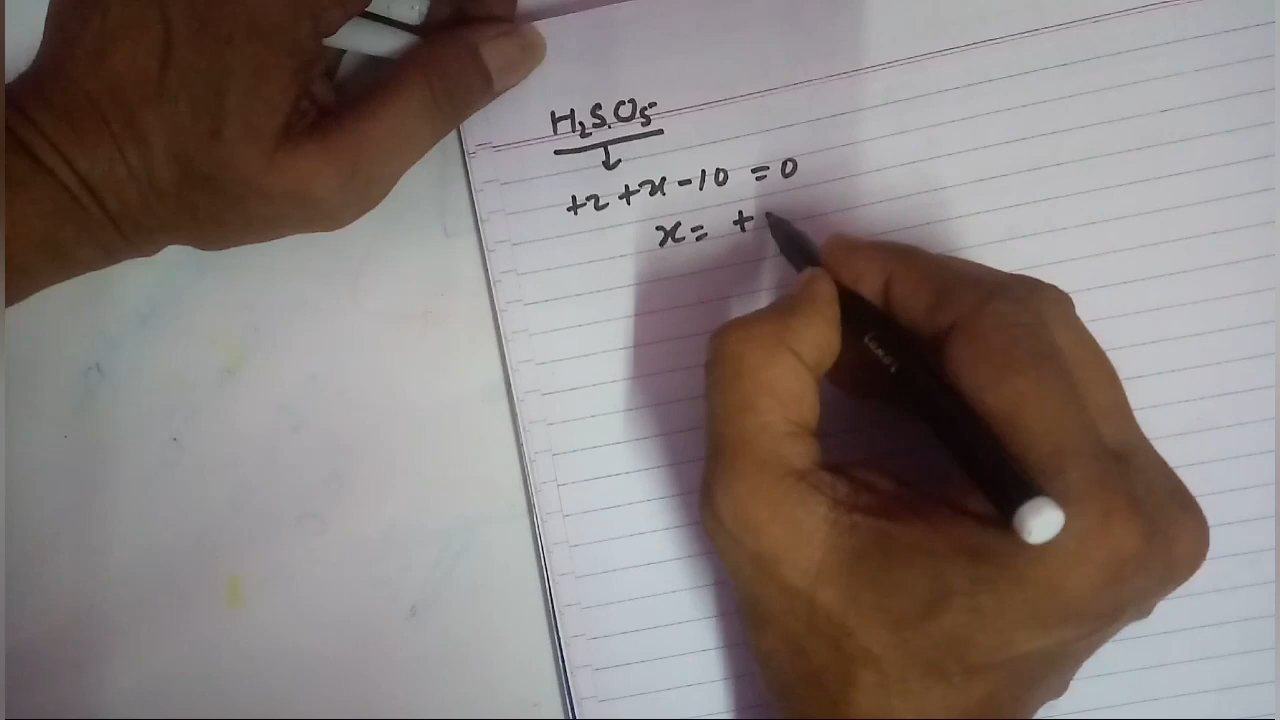 H₂SO₅
+2 +x -10 = 0
x = +